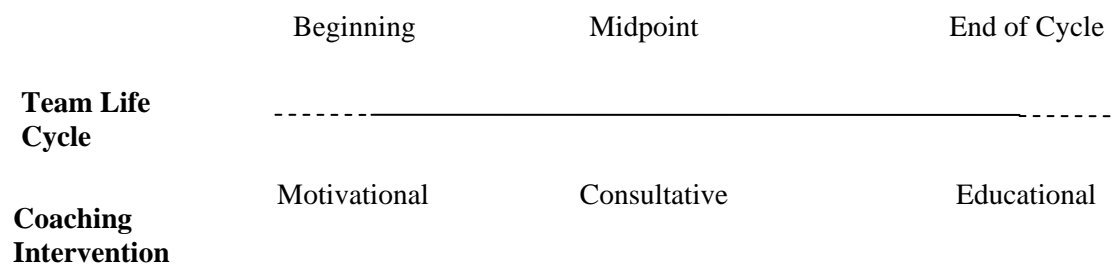 Beginning Midpoint End of Cycle
Team Life
Cycle
Motivational Consultative Educational
Coaching
Intervention